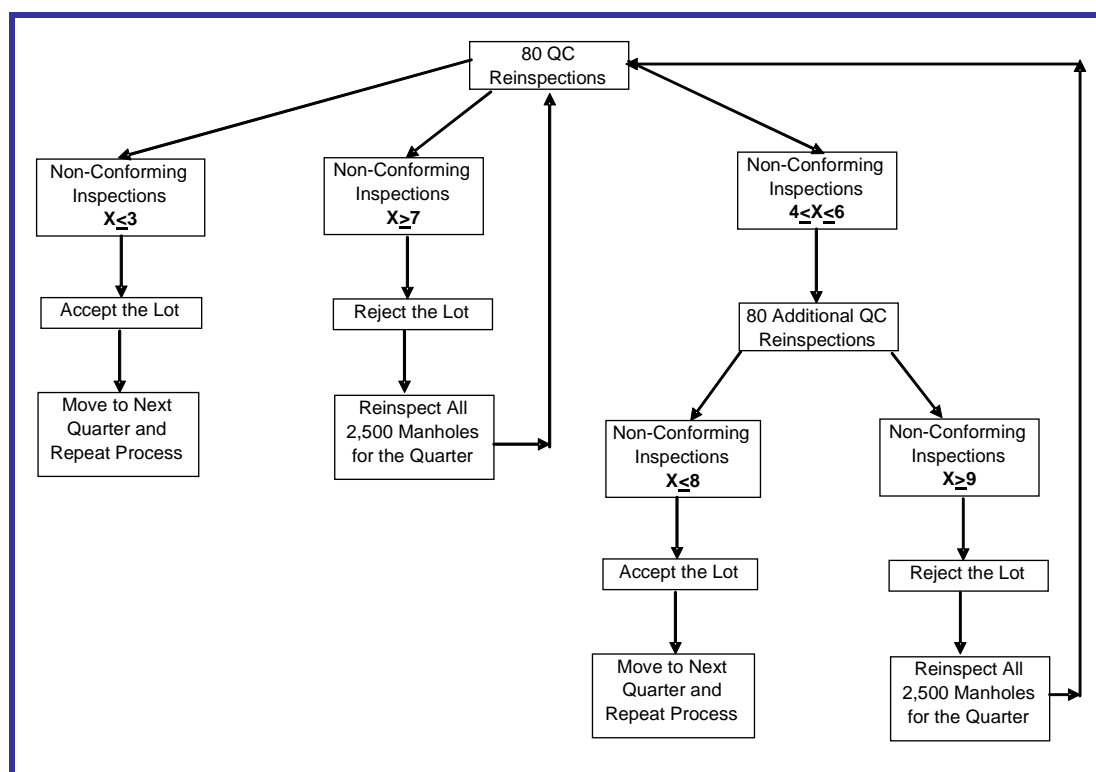 80 QC
Reinspections
Non-Conforming
Inspections
X≤3
Non-Conforming
Inspections
X≥7
Non-Conforming
Inspections
4≤X≤6
Accept the Lot
Reject the Lot
80 Additional QC
Reinspections
Move to Next
Quarter and
Repeat Process
Reinspect All
2,500 Manholes
for the Quarter
Non-Conforming
Inspections
X≤8
Non-Conforming
Inspections
X≥9
Accept the Lot
Reject the Lot
Move to Next
Quarter and
Repeat Process
Reinspect All
2,500 Manholes
for the Quarter